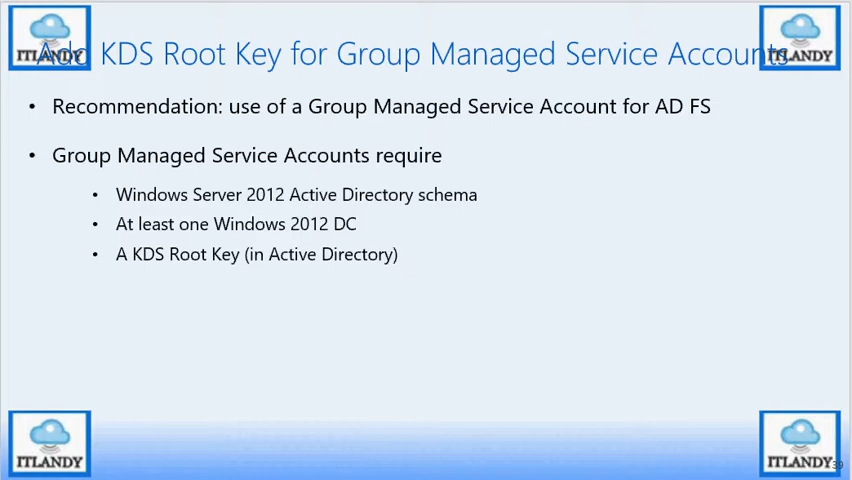 Add KDS Root Key for Group Managed Service Accounts
• Recommendation: use of a Group Managed Service Account for AD FS
• Group Managed Service Accounts require
• Windows Server 2012 Active Directory schema
• At least one Windows 2012 DC
• A KDS Root Key (in Active Directory)
ITLANDY
ITLANDY
ITLANDY
ITLANDY
39